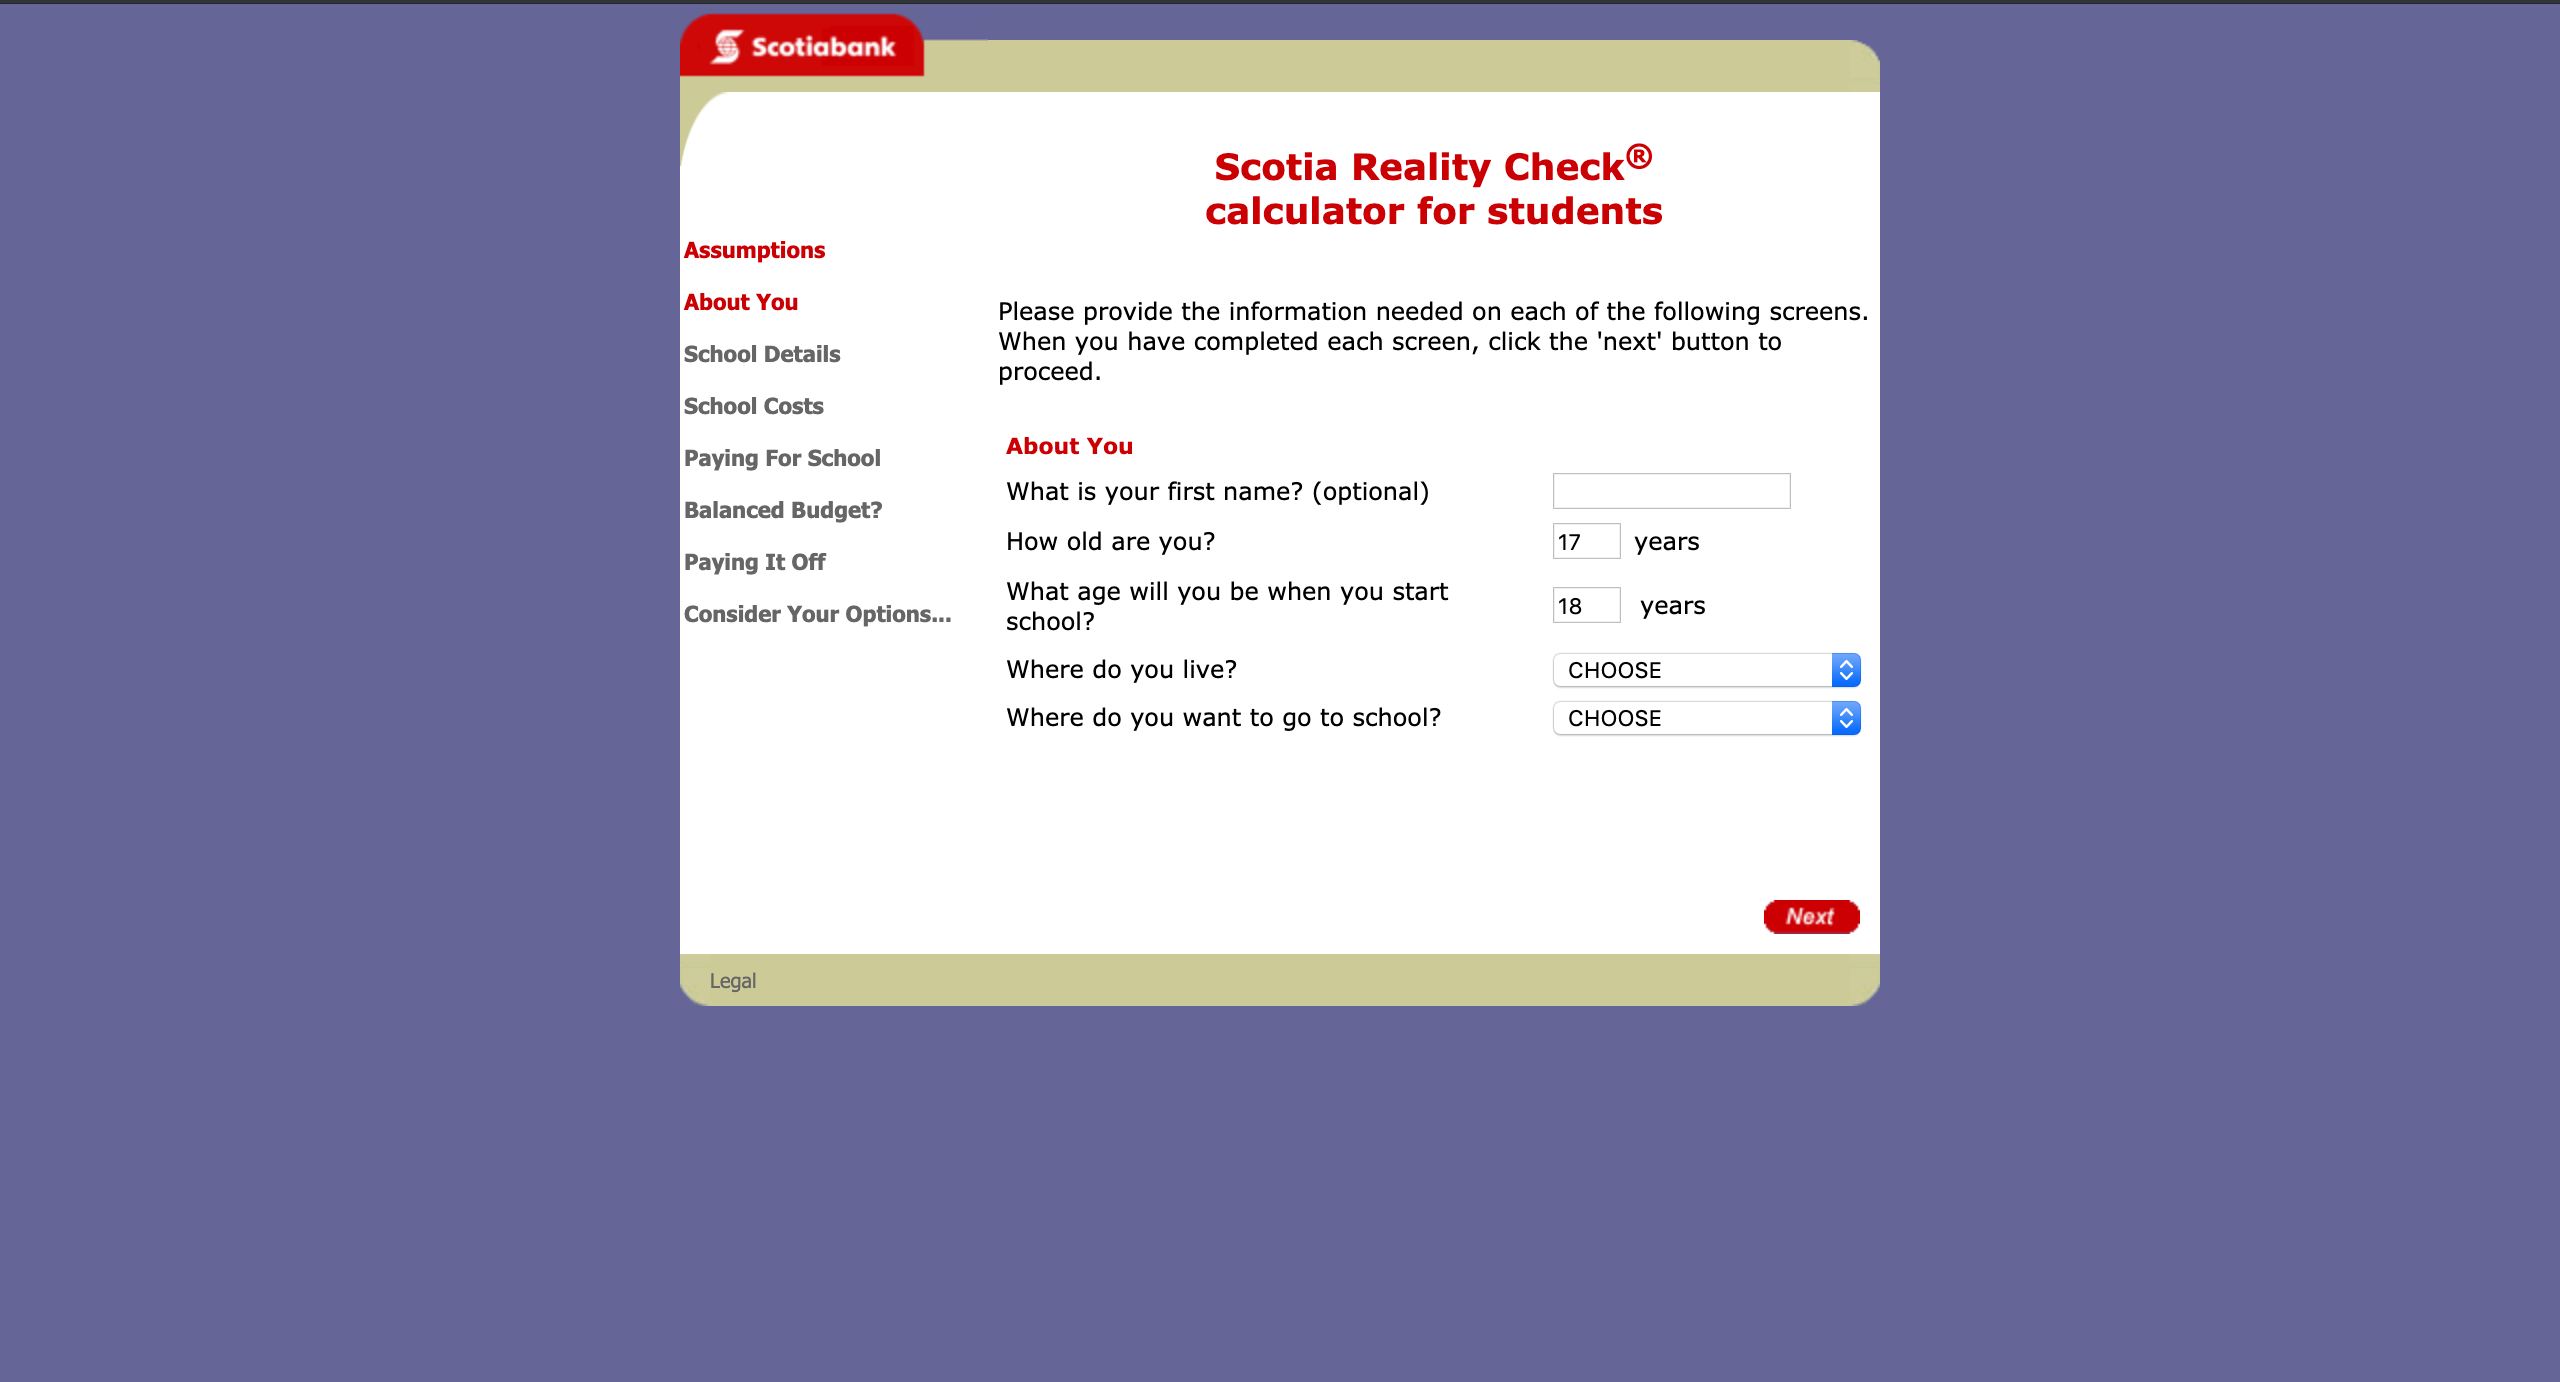 Scotiabank
Scotia Reality Check®
calculator for students
Assumptions
About You
School Details
School Costs
Paying For School
Balanced Budget?
Paying It Off
Consider Your Options...
Please provide the information needed on each of the following screens.
When you have completed each screen, click the 'next' button to
proceed.
About You
What is your first name? (optional)
How old are you? 17 years
What age will you be when you start
school? 18 years
Where do you live? CHOOSE
Where do you want to go to school? CHOOSE
Next
Legal